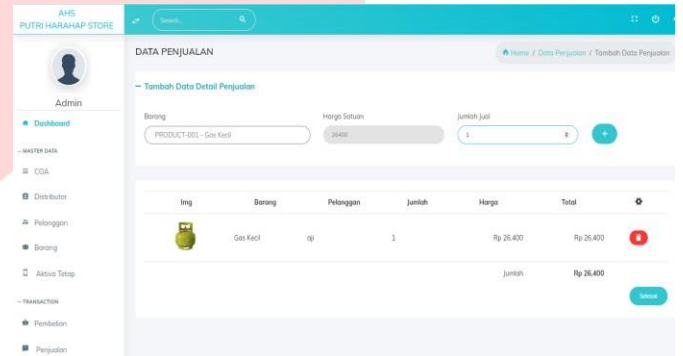 AHS
PUTRI HARAHAP STORE
Search..
Admin
Dashboard
MASTER DATA
COA
Distributor
Pelanggan
Barang
Aktiva Tetap
TRANSACTION
Pembelian
Penjualan
DATA PENJUALAN
Home / Data Penjualan / Tambah Data Penjualan
Tambah Data Detail Penjualan
Barang Harga Satuan Jumlah Jual
PRODUCT-001 - Gas Kecil 26400 1 +
Img Barang Pelanggan Jumlah Harga Total
Gas Kecil aji 1 Rp 26,400 Rp 26,400
Jumlah Rp 26,400
Selesai